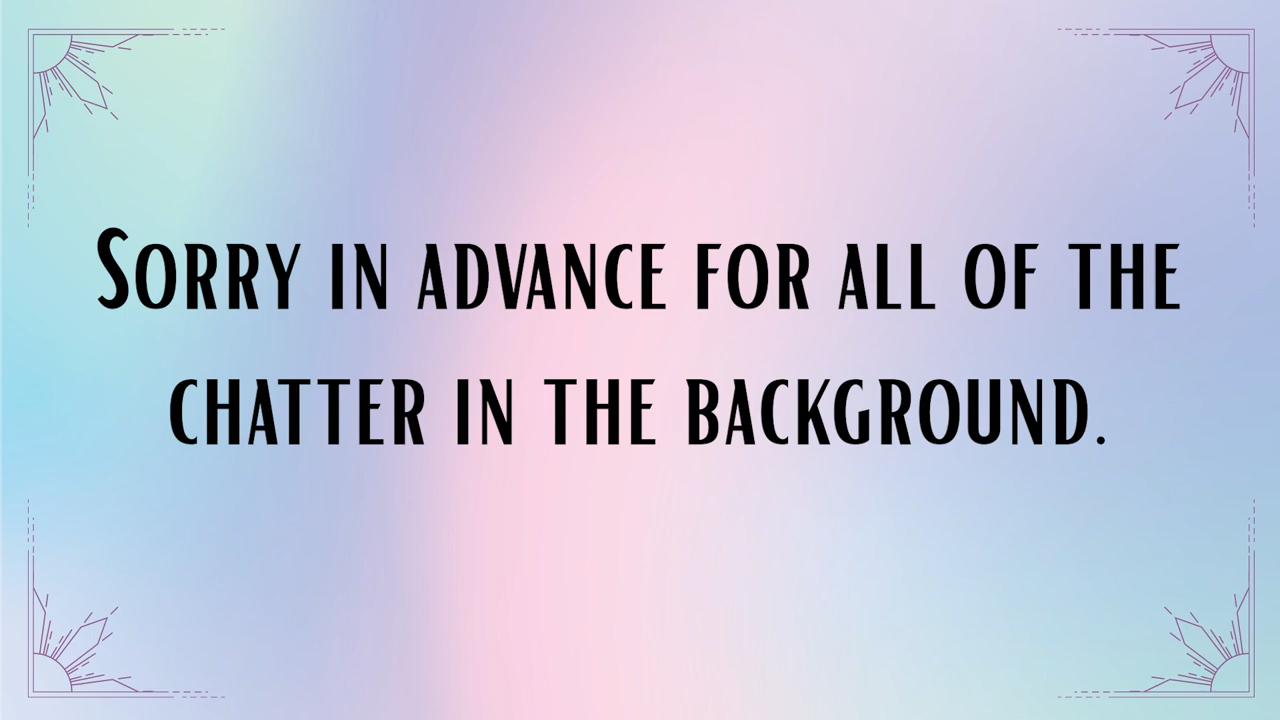 Sorry in advance for all of the
chatter in the background.